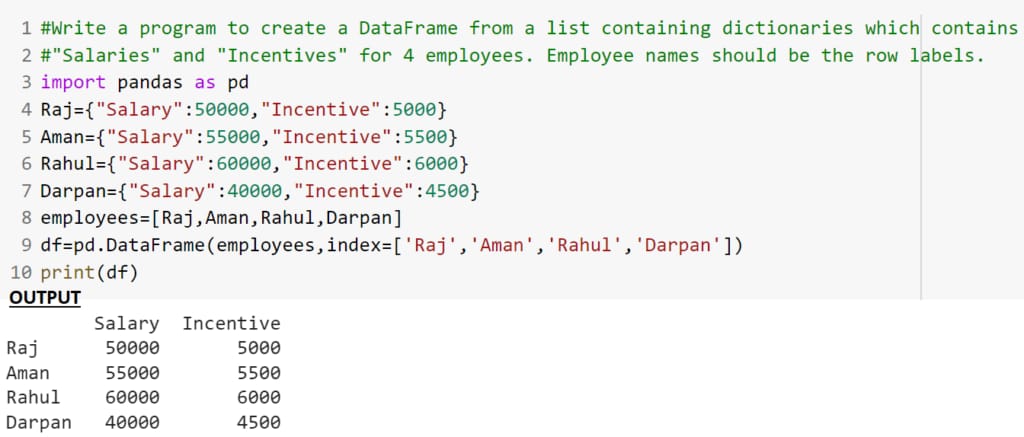 1 #Write a program to create a DataFrame from a list containing dictionaries which contains
2 #"Salaries" and "Incentives" for 4 employees. Employee names should be the row labels.
3 import pandas as pd
4 Raj={"Salary":50000,"Incentive":5000}
5 Aman={"Salary":55000,"Incentive":5500}
6 Rahul={"Salary":60000,"Incentive":6000}
7 Darpan={"Salary":40000,"Incentive":4500}
8 employees=[Raj,Aman,Rahul,Darpan]
9 df=pd.DataFrame(employees,index=['Raj','Aman','Rahul','Darpan'])
10 print(df)
OUTPUT
Salary Incentive
Raj 50000 5000
Aman 55000 5500
Rahul 60000 6000
Darpan 40000 4500